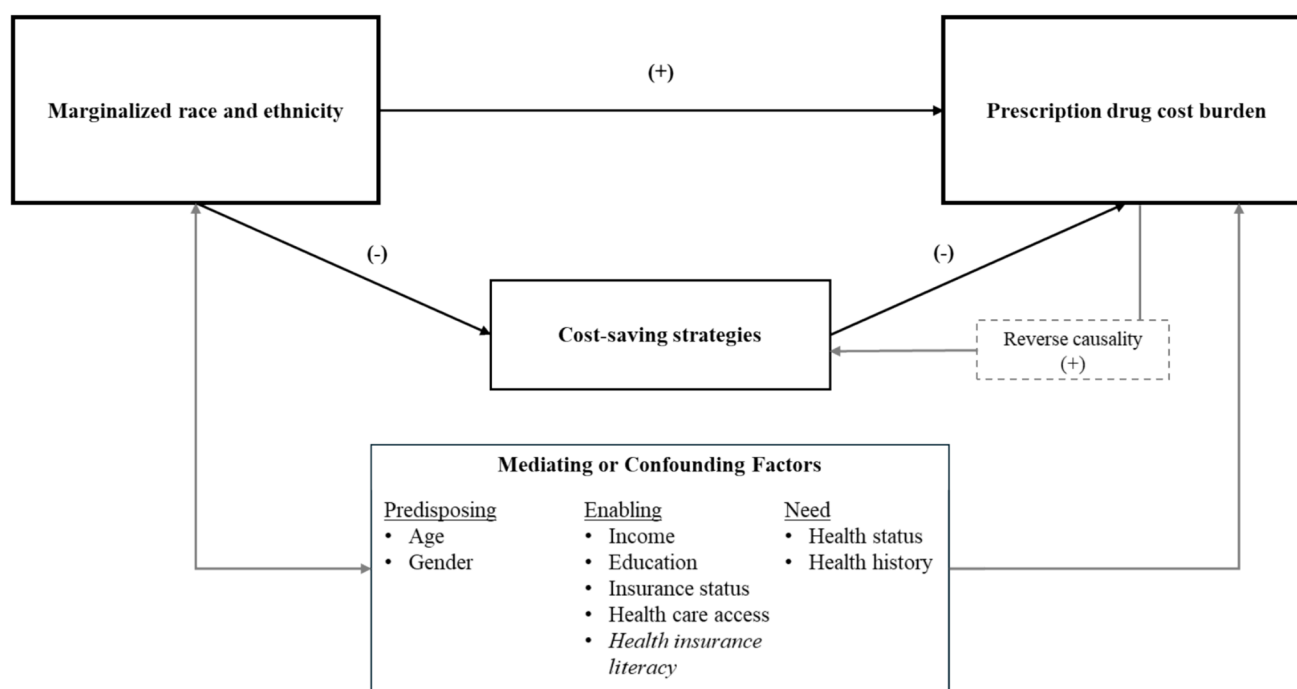 Marginalized race and ethnicity
(+)
Prescription drug cost burden
(-)
(-)
Cost-saving strategies
Reverse causality
(+)
Mediating or Confounding Factors
Predisposing
• Age
• Gender
Enabling
• Income
• Education
• Insurance status
• Health care access
• Health insurance
literacy
Need
• Health status
• Health history